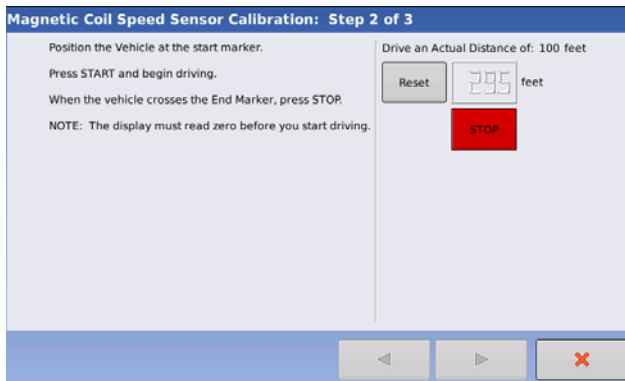 Magnetic Coil Speed Sensor Calibration: Step 2 of 3
Position the Vehicle at the start marker.
Press START and begin driving.
When the vehicle crosses the End Marker, press STOP.
NOTE: The display must read zero before you start driving.
Drive an Actual Distance of: 100 feet
Reset 295 feet
STOP